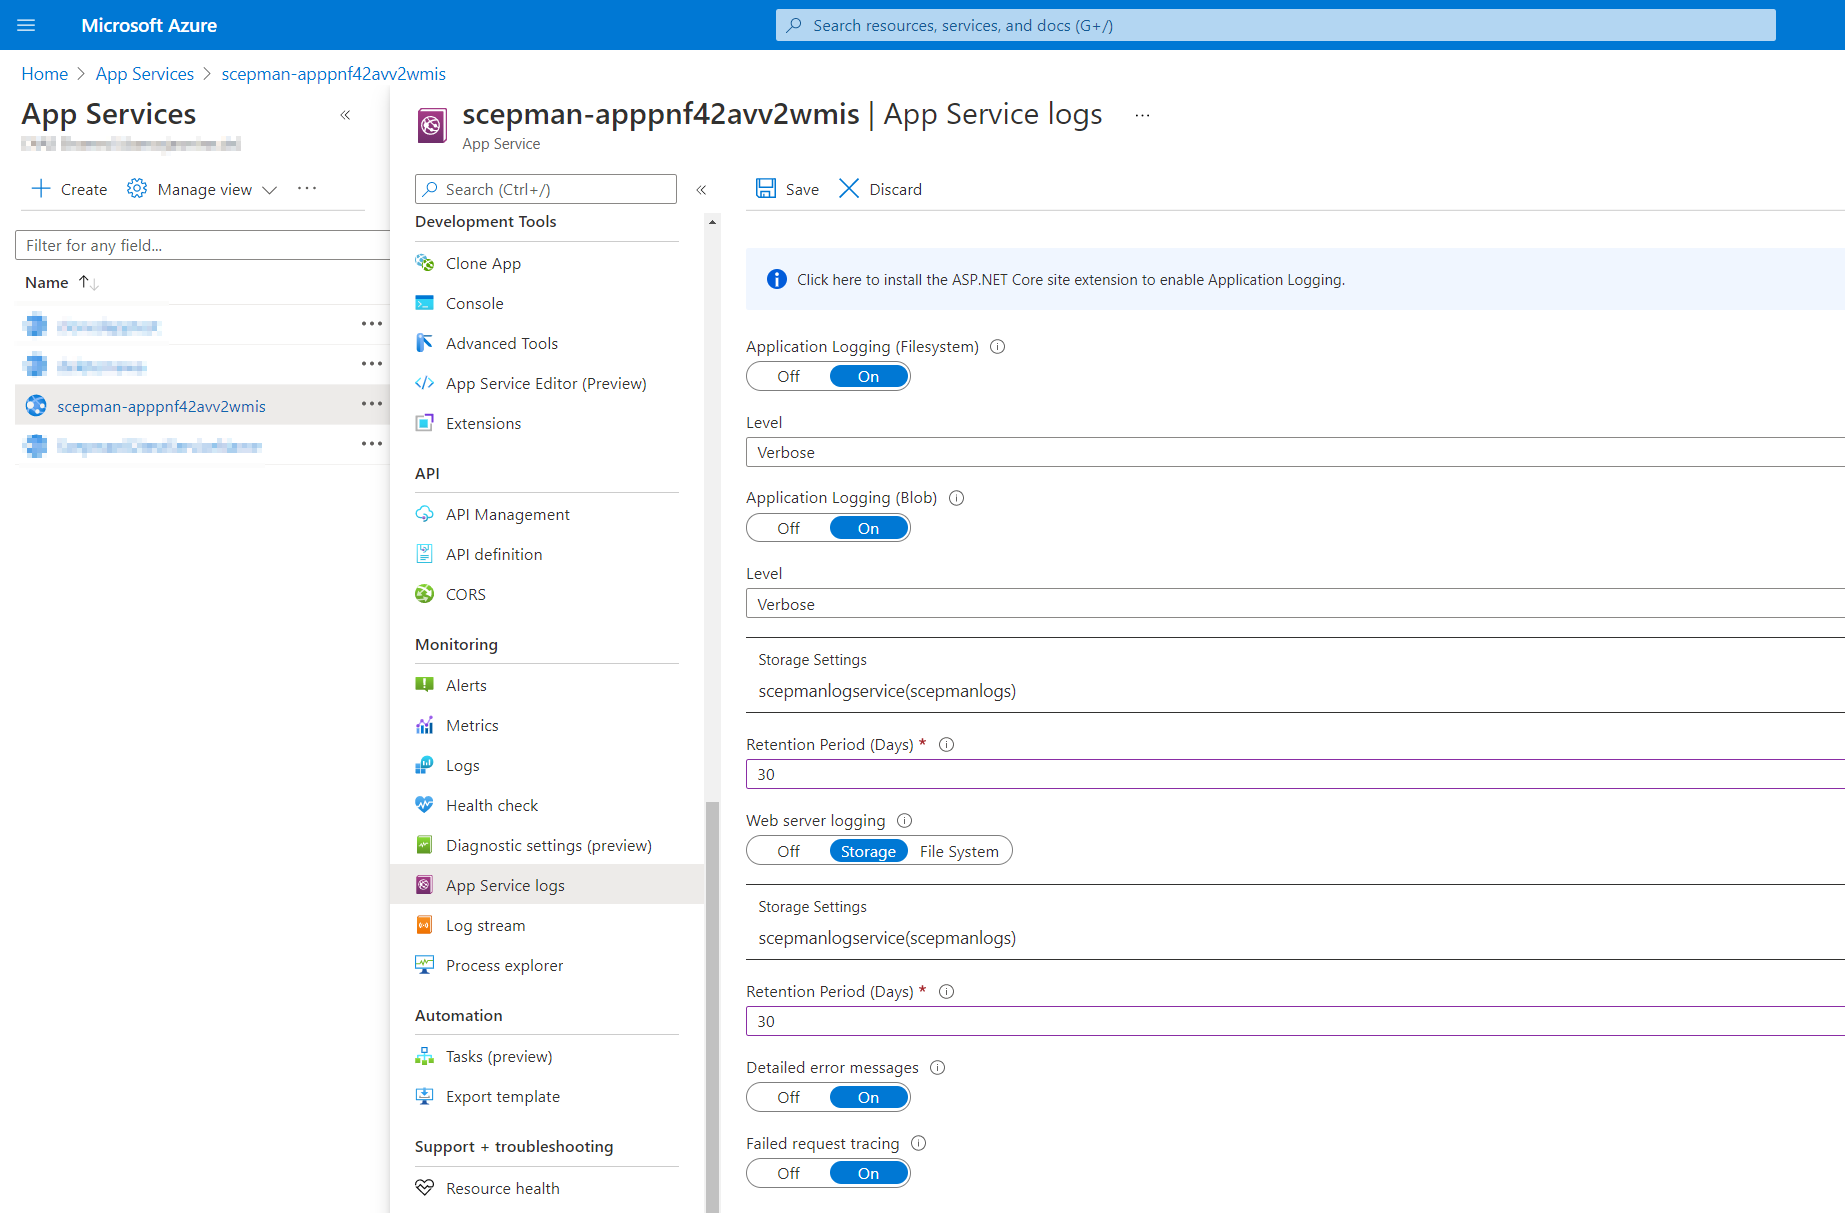 Microsoft Azure
Search resources, services, and docs (G+/)
Home > App Services > scepman-apppnf42avv2wmis
App Services
«
Create
Manage view
...
Filter for any field...
Name
scepman-apppnf42avv2wmis
scepman-apppnf42avv2wmis | App Service logs
...
App Service
Search (Ctrl+/)
«
Development Tools
Clone App
Console
Advanced Tools
App Service Editor (Preview)
Extensions
API
API Management
API definition
CORS
Monitoring
Alerts
Metrics
Logs
Health check
Diagnostic settings (preview)
App Service logs
Log stream
Process explorer
Automation
Tasks (preview)
Export template
Support + troubleshooting
Resource health
Save
Discard
Click here to install the ASP.NET Core site extension to enable Application Logging.
Application Logging (Filesystem)
Off On
Level
Verbose
Application Logging (Blob)
Off On
Level
Verbose
Storage Settings
scepmanlogservice(scepmanlogs)
Retention Period (Days) *
30
Web server logging
Off Storage File System
Storage Settings
scepmanlogservice(scepmanlogs)
Retention Period (Days) *
30
Detailed error messages
Off On
Failed request tracing
Off On